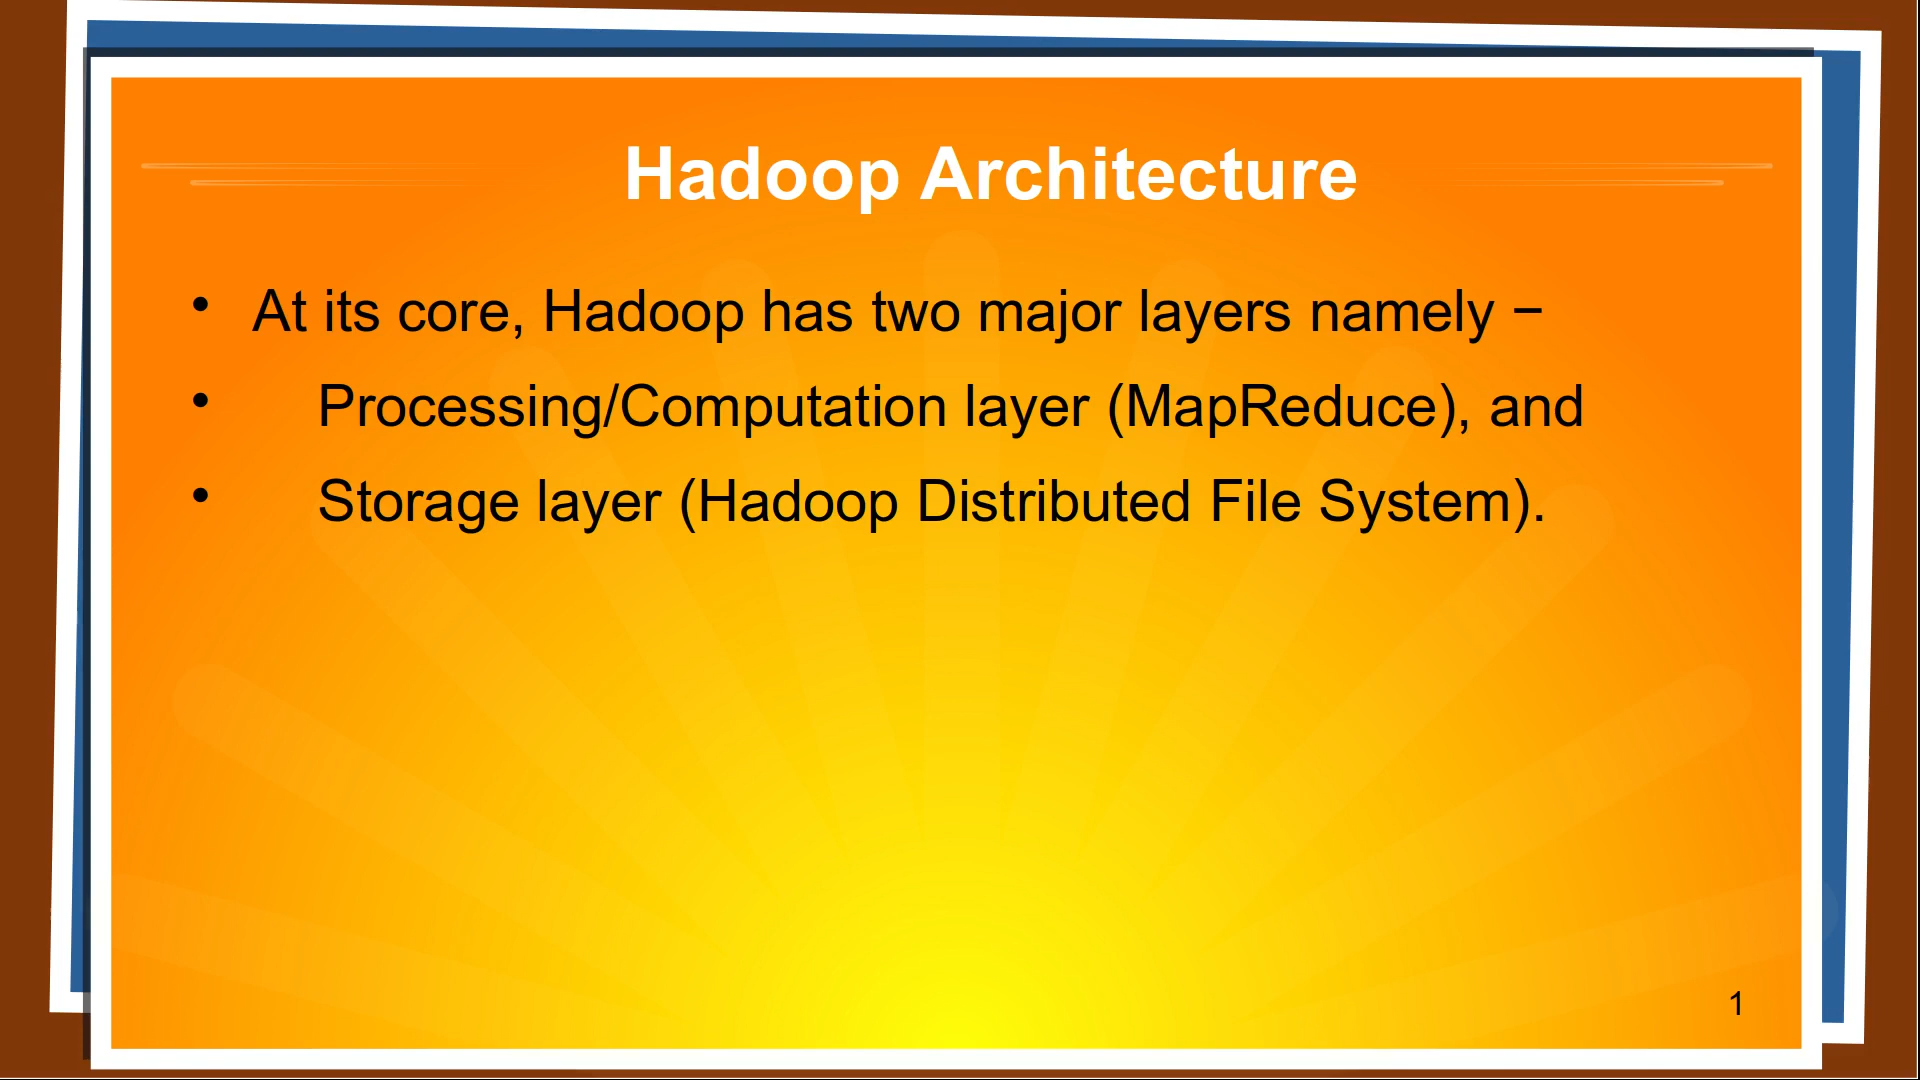 Hadoop Architecture
• At its core, Hadoop has two major layers namely −
• Processing/Computation layer (MapReduce), and
• Storage layer (Hadoop Distributed File System).
1